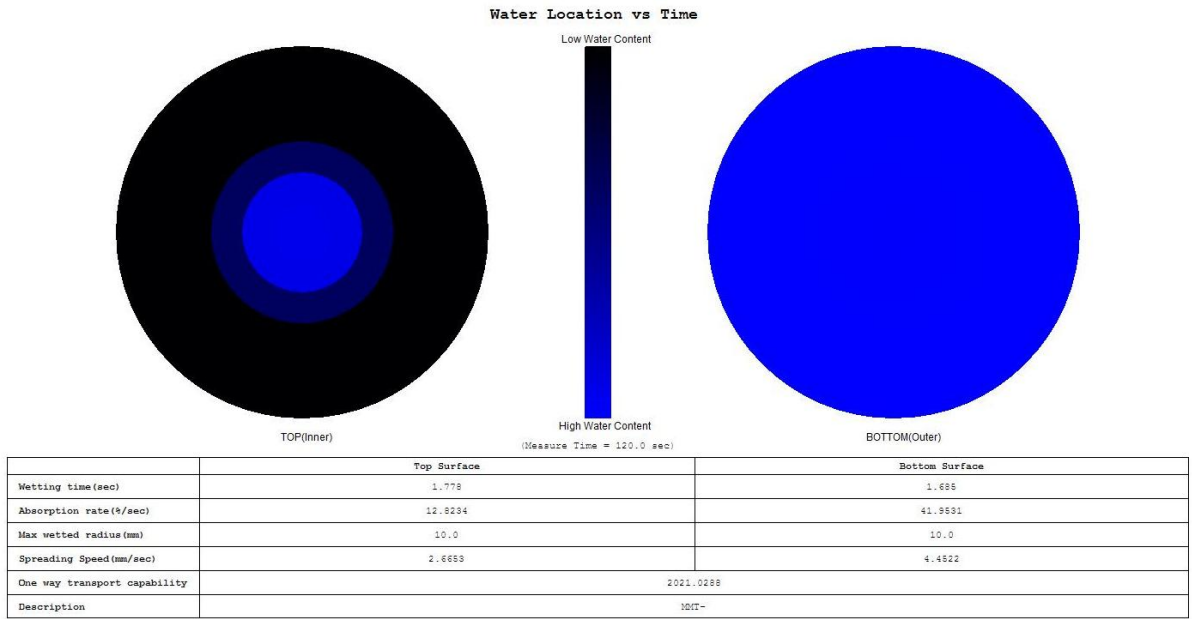 Water Location vs Time
Low Water Content
High Water Content
TOP(Inner)
BOTTOM(Outer)
(Measure Time = 120.0 sec)
Top Surface Bottom Surface
Wetting time(sec) 1.778 1.685
Absorption rate(%/sec) 12.8234 41.9531
Max wetted radius(mm) 10.0 10.0
Spreading Speed(mm/sec) 2.6653 4.4522
One way transport capability 2021.0288
Description MMT-